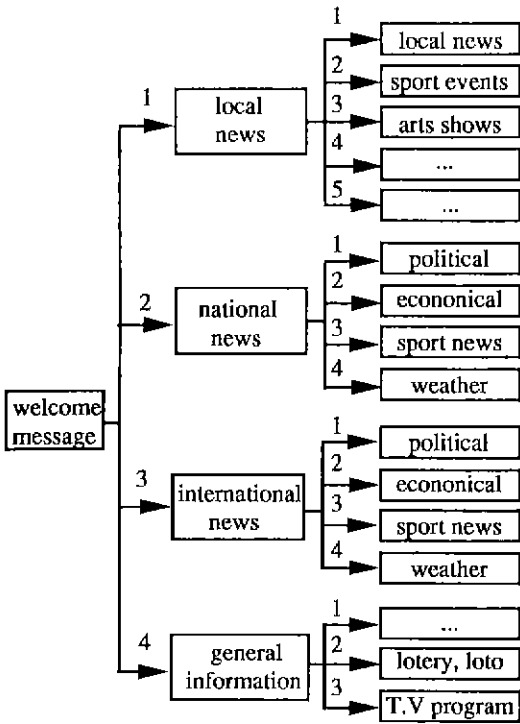 welcome
message
1
local
news
1
local news
2
sport events
3
arts shows
4
...
5
...
2
national
news
1
political
2
econonical
3
sport news
4
weather
3
international
news
1
political
2
econonical
3
sport news
4
weather
4
general
information
1
...
2
lotery, loto
3
T.V program